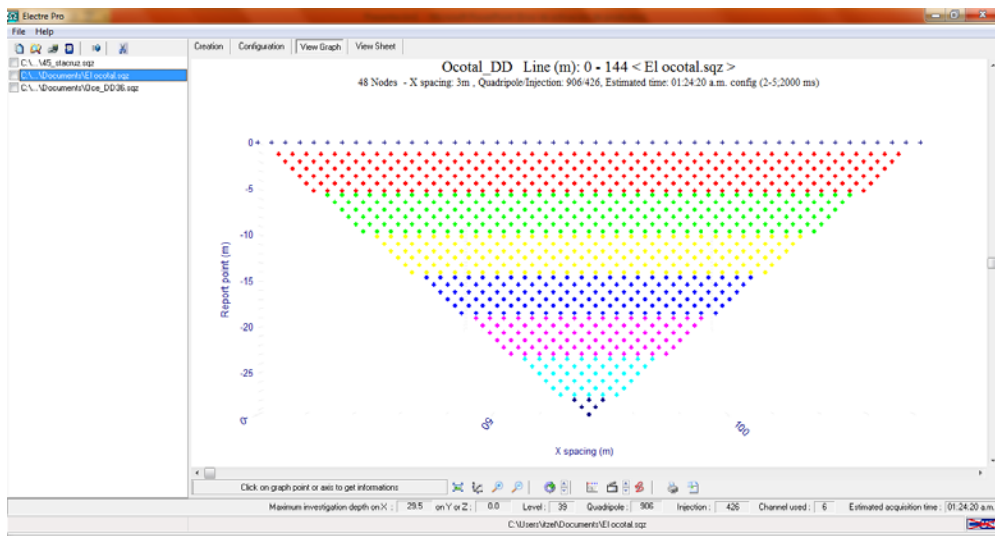 Electre Pro
File Help
Creation Configuration View Graph View Sheet
C:\...\45_stacruz.sqz
C:\...\Documents\El ocotal.sqz
C:\...\Documents\Oce_DD36.sqz
Ocotal_DD Line (m): 0 - 144 < El ocotal.sqz >
48 Nodes - X spacing: 3m , Quadripole/Injection: 906/426, Estimated time: 01:24:20 a.m. config (2-5;2000 ms)
0
-5
-10
-15
-20
-25
Report point (m)
0 50 100
X spacing (m)
Click on graph point or axis to get informations
Maximum investigation depth on X : 29.5 on Y or Z : 0.0 Level : 39 Quadripole : 906 Injection : 426 Channel used : 6 Estimated acquisition time : 01:24:20 a.m.
C:\Users\itzel\Documents\El ocotal.sqz